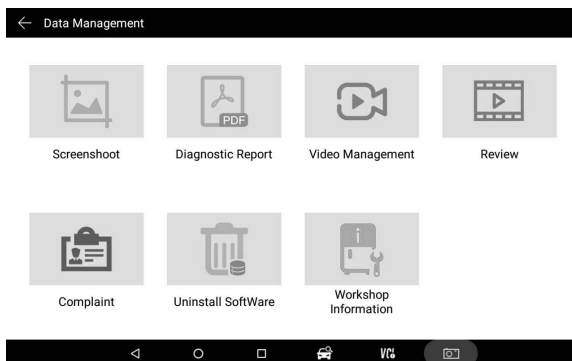 Data Management
PDF
Screenshoot
Diagnostic Report
Video Management
Review
Complaint
Uninstall SoftWare
Workshop
Information
VCI